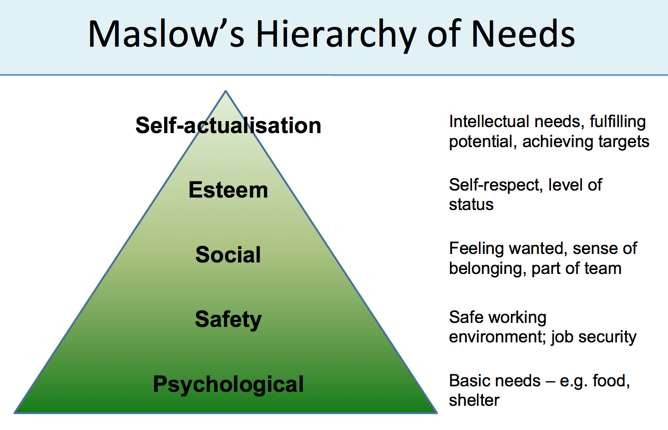 Maslow’s Hierarchy of Needs
Self-actualisation
Intellectual needs, fulfilling
potential, achieving targets
Esteem
Self-respect, level of
status
Social
Feeling wanted, sense of
belonging, part of team
Safety
Safe working
environment; job security
Psychological
Basic needs – e.g. food,
shelter